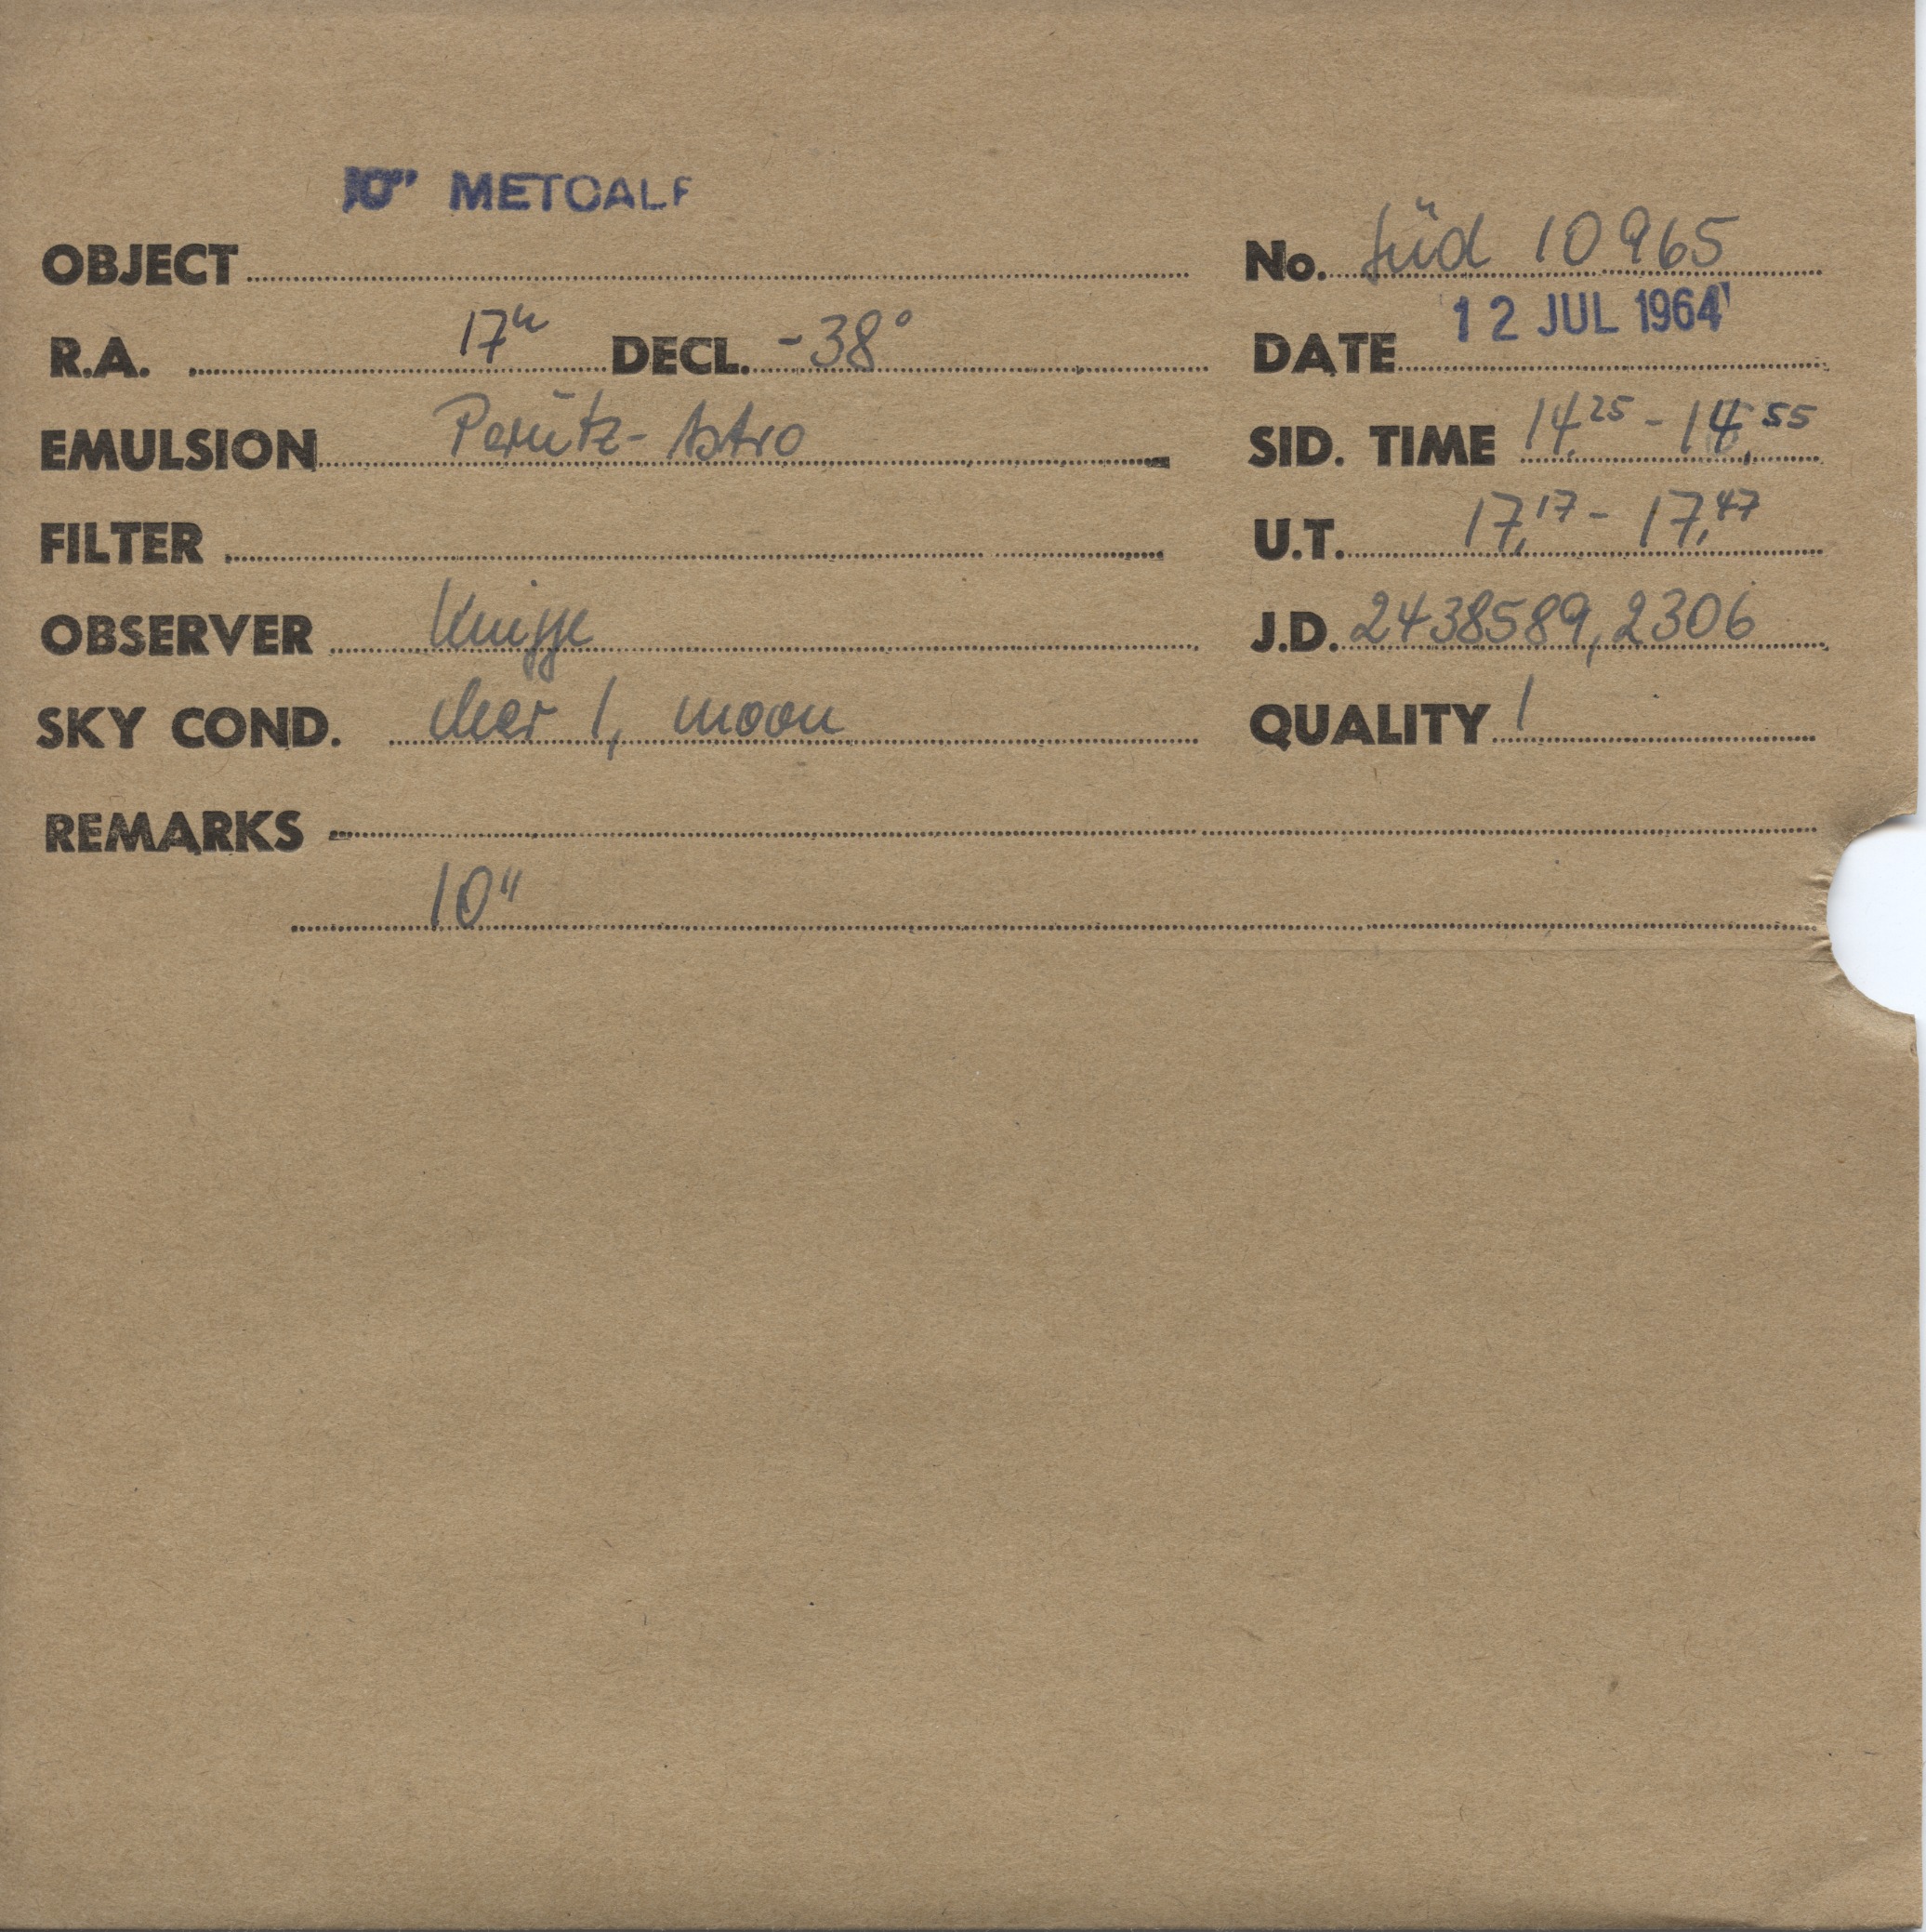 10" METCALF
OBJECT No. Süd 10965
R.A. 17h DECL. -38° DATE 12 JUL 1964
EMULSION Perutz-Astro SID. TIME 14,25 - 14,55
FILTER U.T. 17,17 - 17,47
OBSERVER Knigge J.D. 2438589,2306
SKY COND. clear 1, moon QUALITY 1
REMARKS
10"